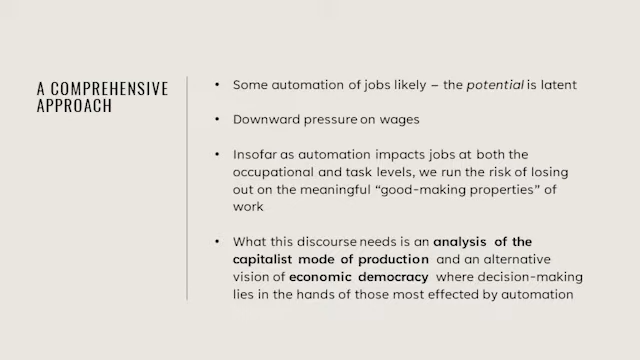 A COMPREHENSIVE
APPROACH
• Some automation of jobs likely – the potential is latent
• Downward pressure on wages
• Insofar as automation impacts jobs at both the
occupational and task levels, we run the risk of losing
out on the meaningful “good-making properties” of
work
• What this discourse needs is an analysis of the
capitalist mode of production and an alternative
vision of economic democracy where decision-making
lies in the hands of those most effected by automation